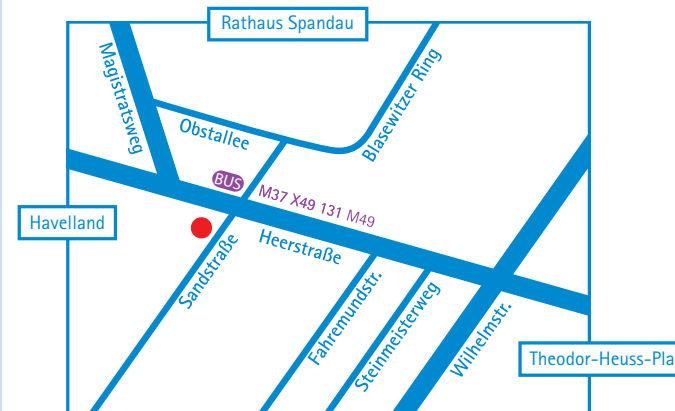 Rathaus Spandau
Magistratsweg
Obstallee
Blasewitzer Ring
BUS
M37 X49 131 M49
Havelland
Sandstraße
Heerstraße
Fahremundstr.
Steinmeisterweg
Wilhelmstr.
Theodor-Heuss-Pla